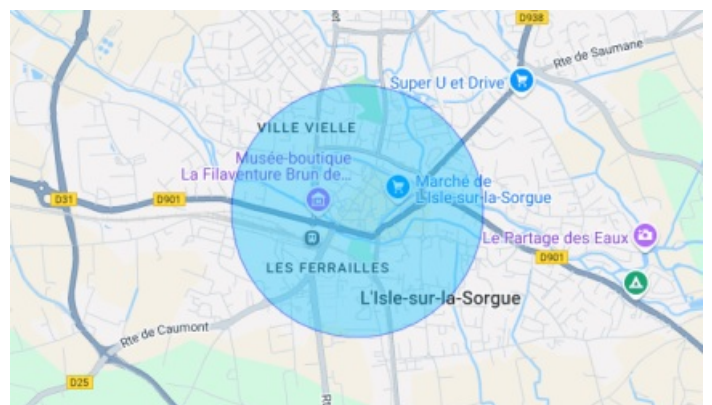 D938
Rte de Saumane
Super U et Drive
VILLE VIELLE
Musée-boutique
La Filaventure Brun de...
Marché de
L'Isle-sur-la-Sorgue
D31
D901
Le Partage des Eaux
D901
LES FERRAILLES
L'Isle-sur-la-Sorgue
Rte de Caumont
D25